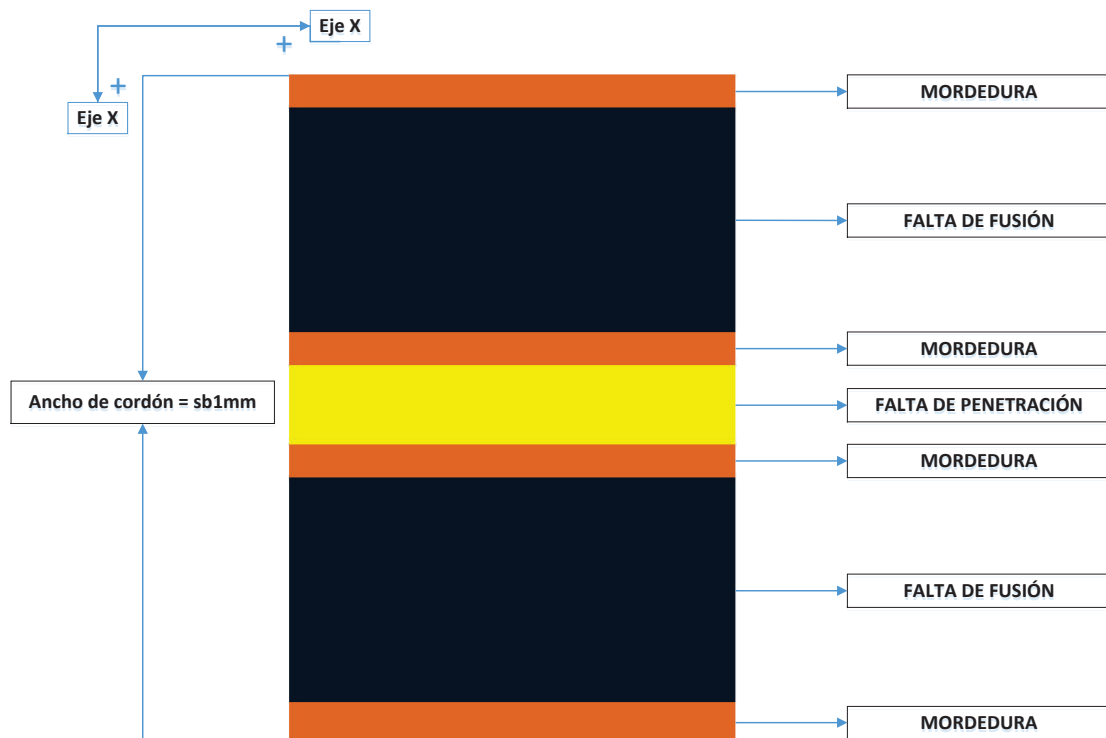 Eje X
+
+
Eje X
MORDEDURA
FALTA DE FUSIÓN
MORDEDURA
Ancho de cordón = sb1mm
FALTA DE PENETRACIÓN
MORDEDURA
FALTA DE FUSIÓN
MORDEDURA